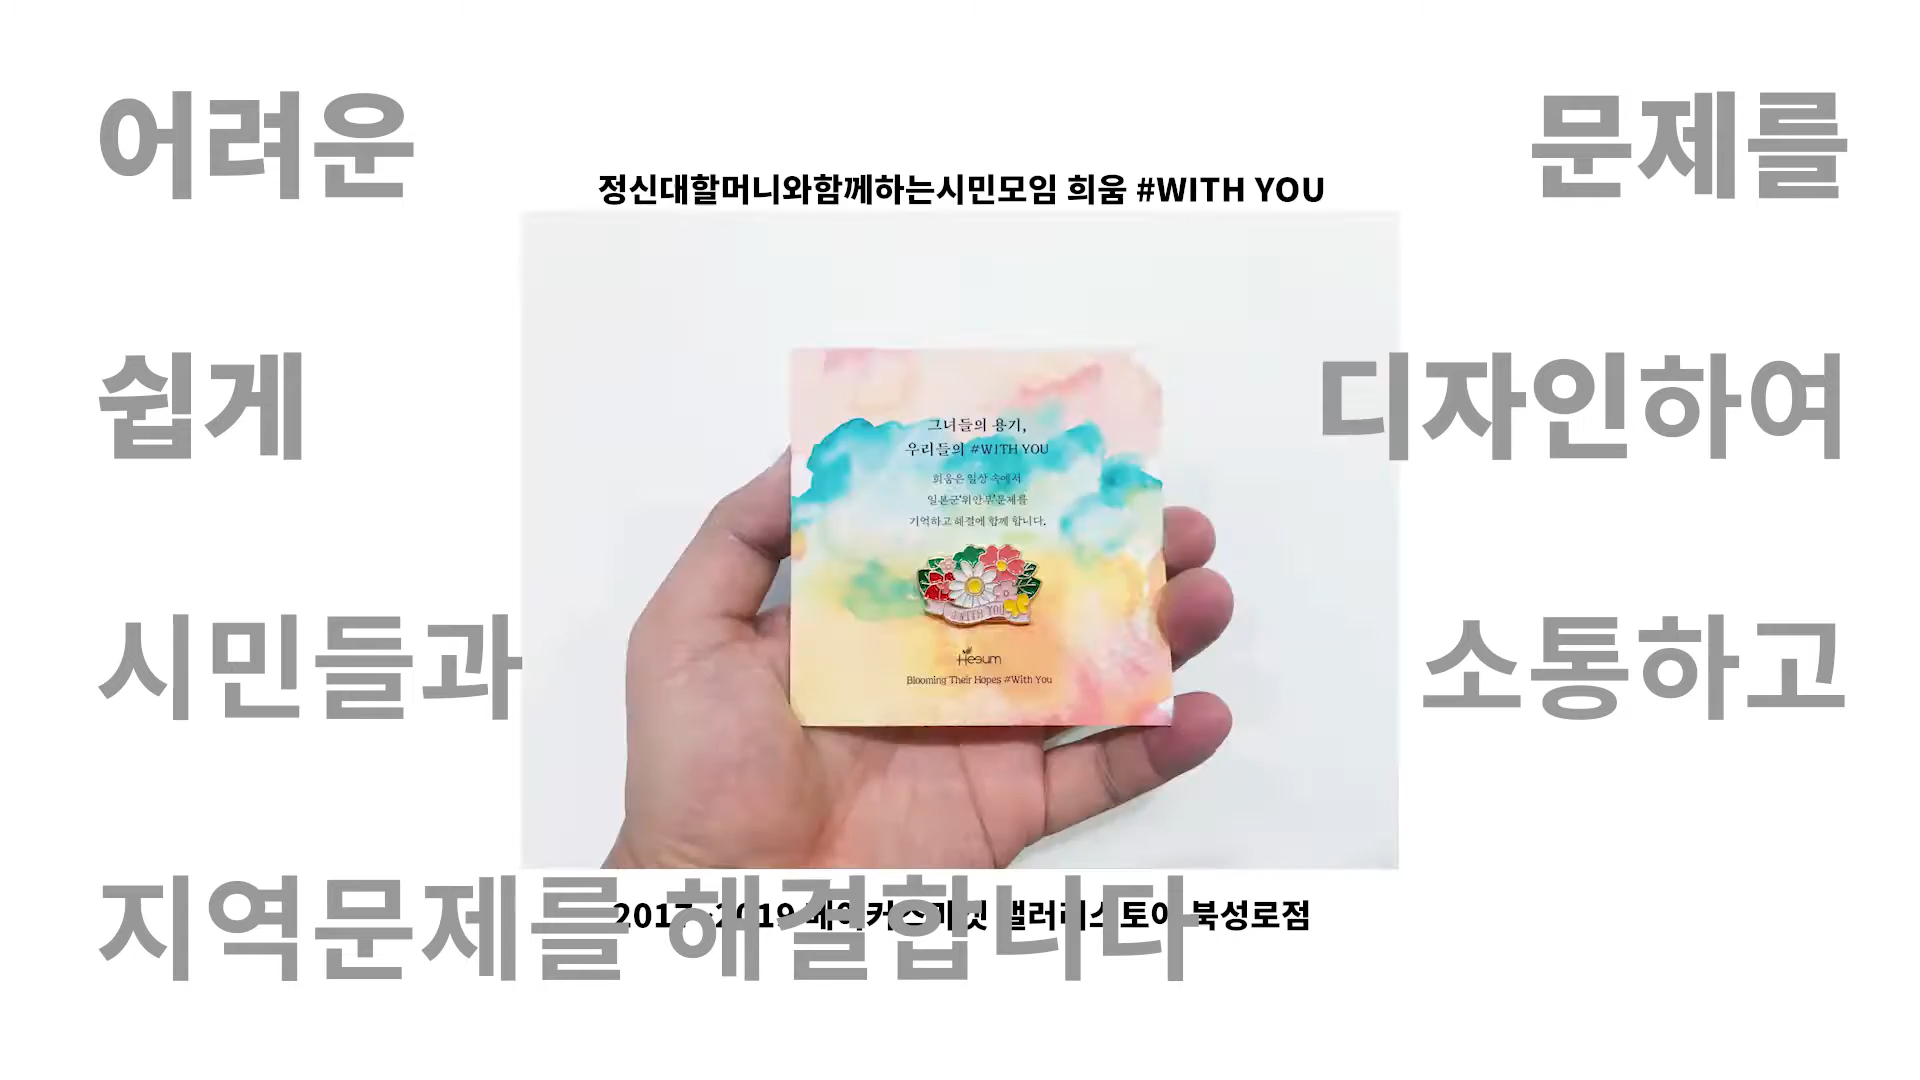 어려운 문제를
쉽게 디자인하여
시민들과 소통하고
지역문제를 해결합니다
정신대할머니와함께하는시민모임 희움 #WITH YOU
그녀들의 용기,
우리들의 #WITH YOU
희움은 일상 속에서
일본군'위안부'문제를
기억하고 해결에 함께 합니다.
# WITH YOU
Heeum
Blooming Their Hopes #With You
북성로점